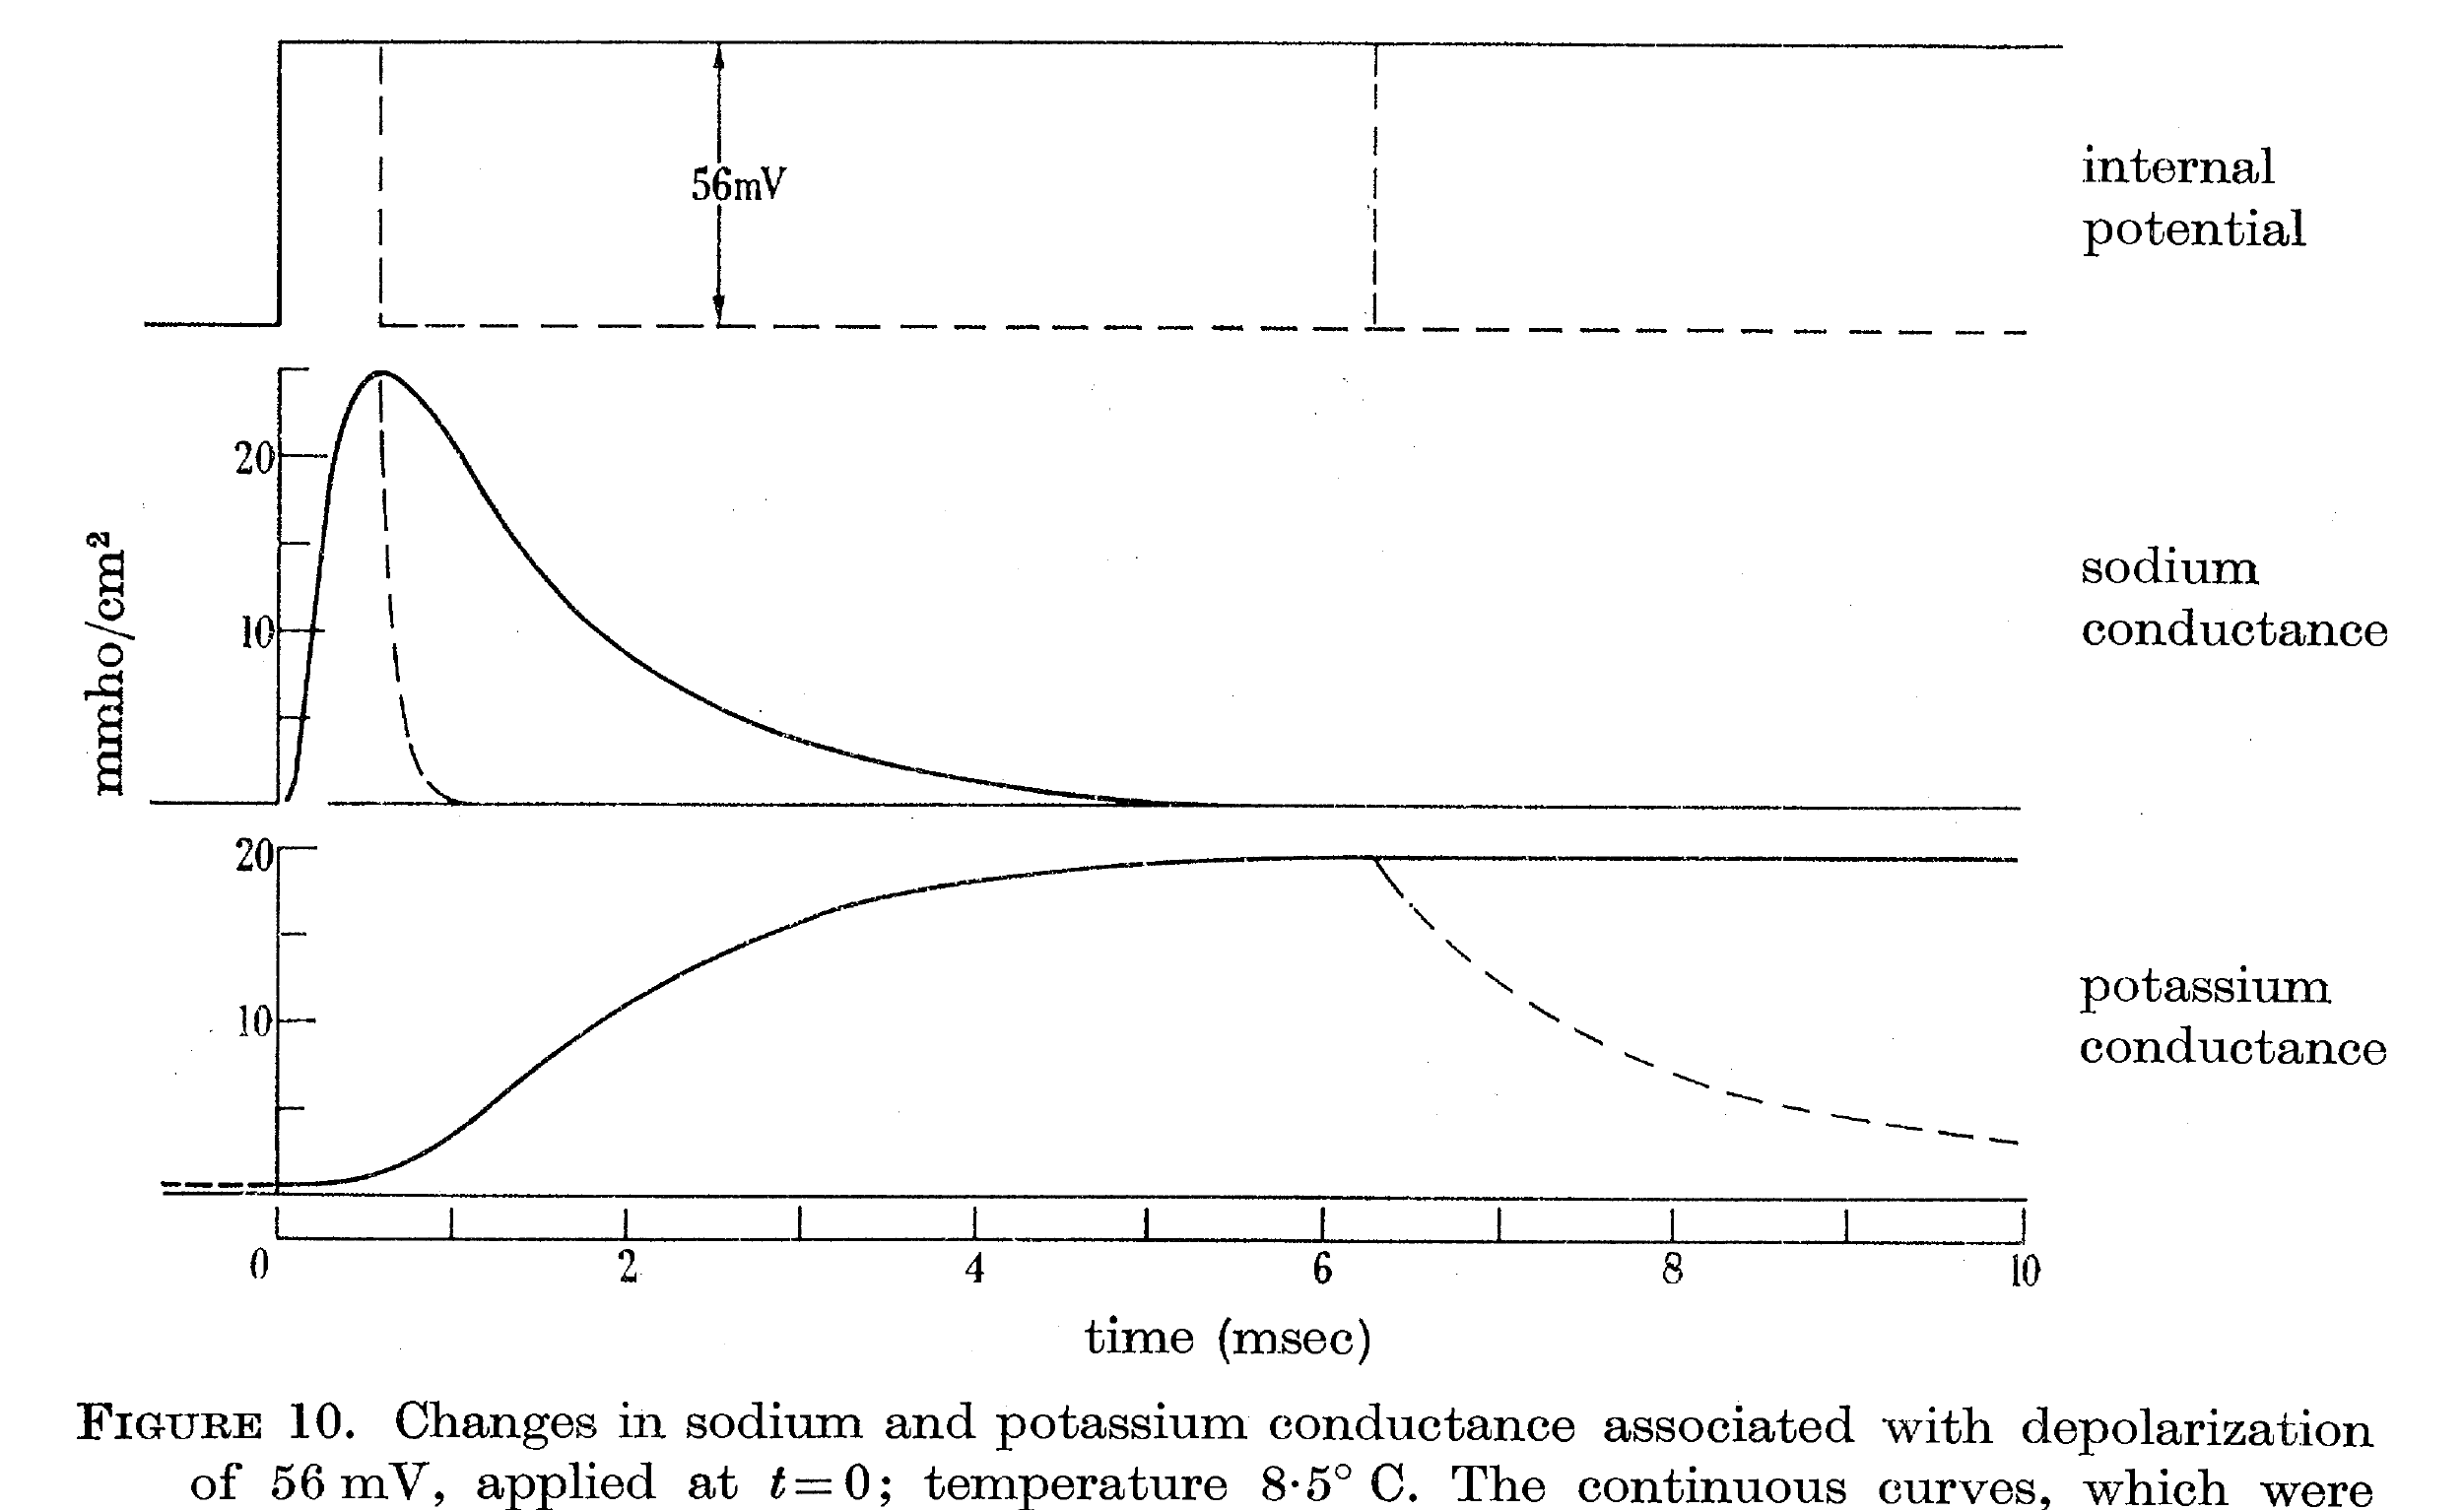 56mV
internal
potential
20
10
mmho/cm²
sodium
conductance
20
10
potassium
conductance
0 2 4 6 8 10
time (msec)
FIGURE 10. Changes in sodium and potassium conductance associated with depolarization
of 56 mV, applied at t=0; temperature 8·5° C. The continuous curves, which were